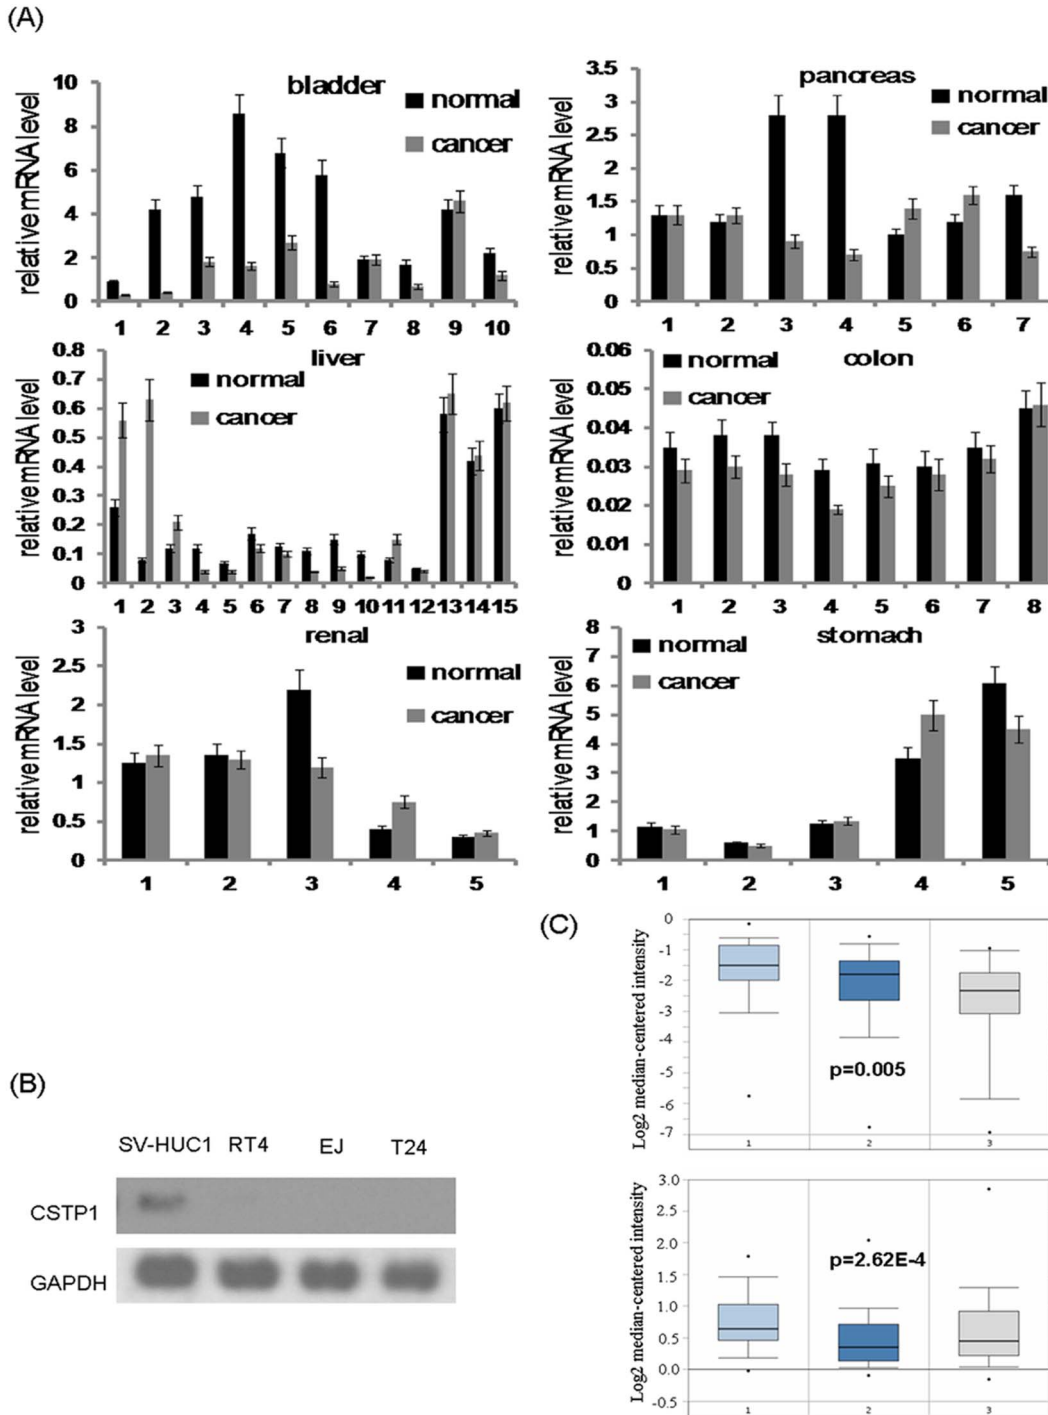 (A)
bladder
normal
cancer
relative mRNA level
10
8
6
4
2
0
1 2 3 4 5 6 7 8 9 10
pancreas
normal
cancer
relative mRNA level
3.5
3
2.5
2
1.5
1
0.5
0
1 2 3 4 5 6 7
liver
normal
cancer
relative mRNA level
0.8
0.7
0.6
0.5
0.4
0.3
0.2
0.1
0
1 2 3 4 5 6 7 8 9 10 11 12 13 14 15
colon
normal
cancer
relative mRNA level
0.06
0.05
0.04
0.03
0.02
0.01
0
1 2 3 4 5 6 7 8
renal
normal
cancer
relative mRNA level
3
2.5
2
1.5
1
0.5
0
1 2 3 4 5
stomach
normal
cancer
relative mRNA level
8
7
6
5
4
3
2
1
0
1 2 3 4 5
(B)
SV-HUC1 RT4 EJ T24
CSTP1
GAPDH
(C)
Log2 median-centered intensity
0
-1
-2
-3
-4
-5
-6
-7
p=0.005
1 2 3
Log2 median-centered intensity
3.0
2.5
2.0
1.5
1.0
0.5
0.0
-0.5
p=2.62E-4
1 2 3